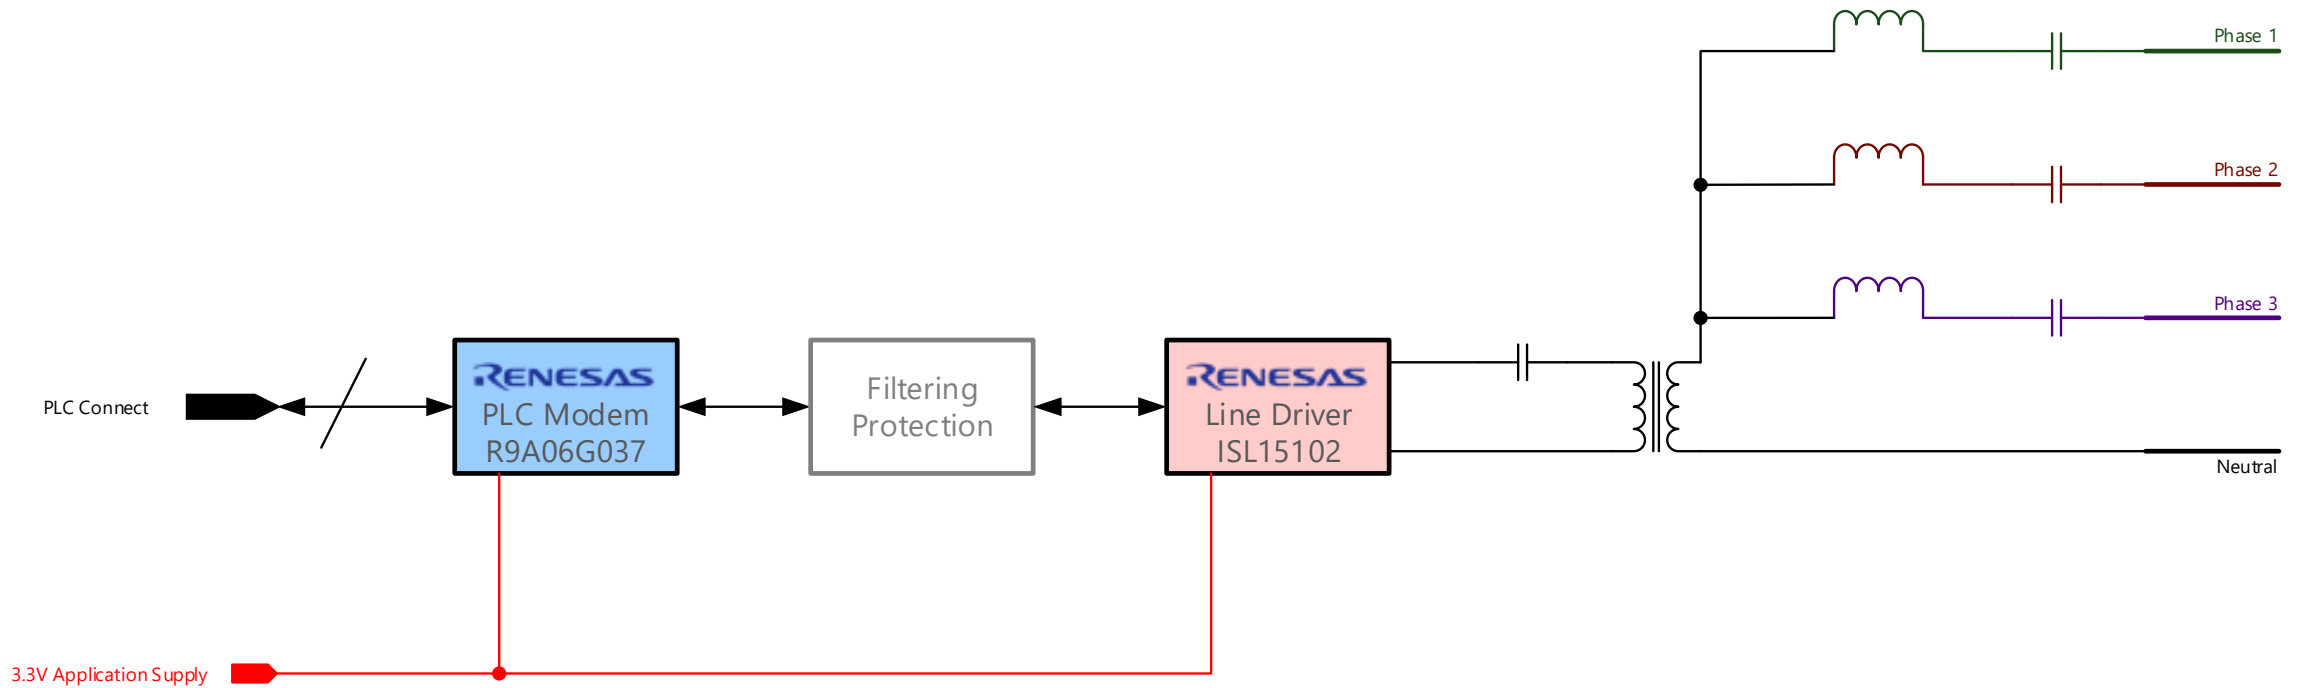 Phase 1
Phase 2
Phase 3
PLC Connect
RENESAS
PLC Modem
R9A06G037
Filtering
Protection
RENESAS
Line Driver
ISL15102
Neutral
3.3V Application Supply